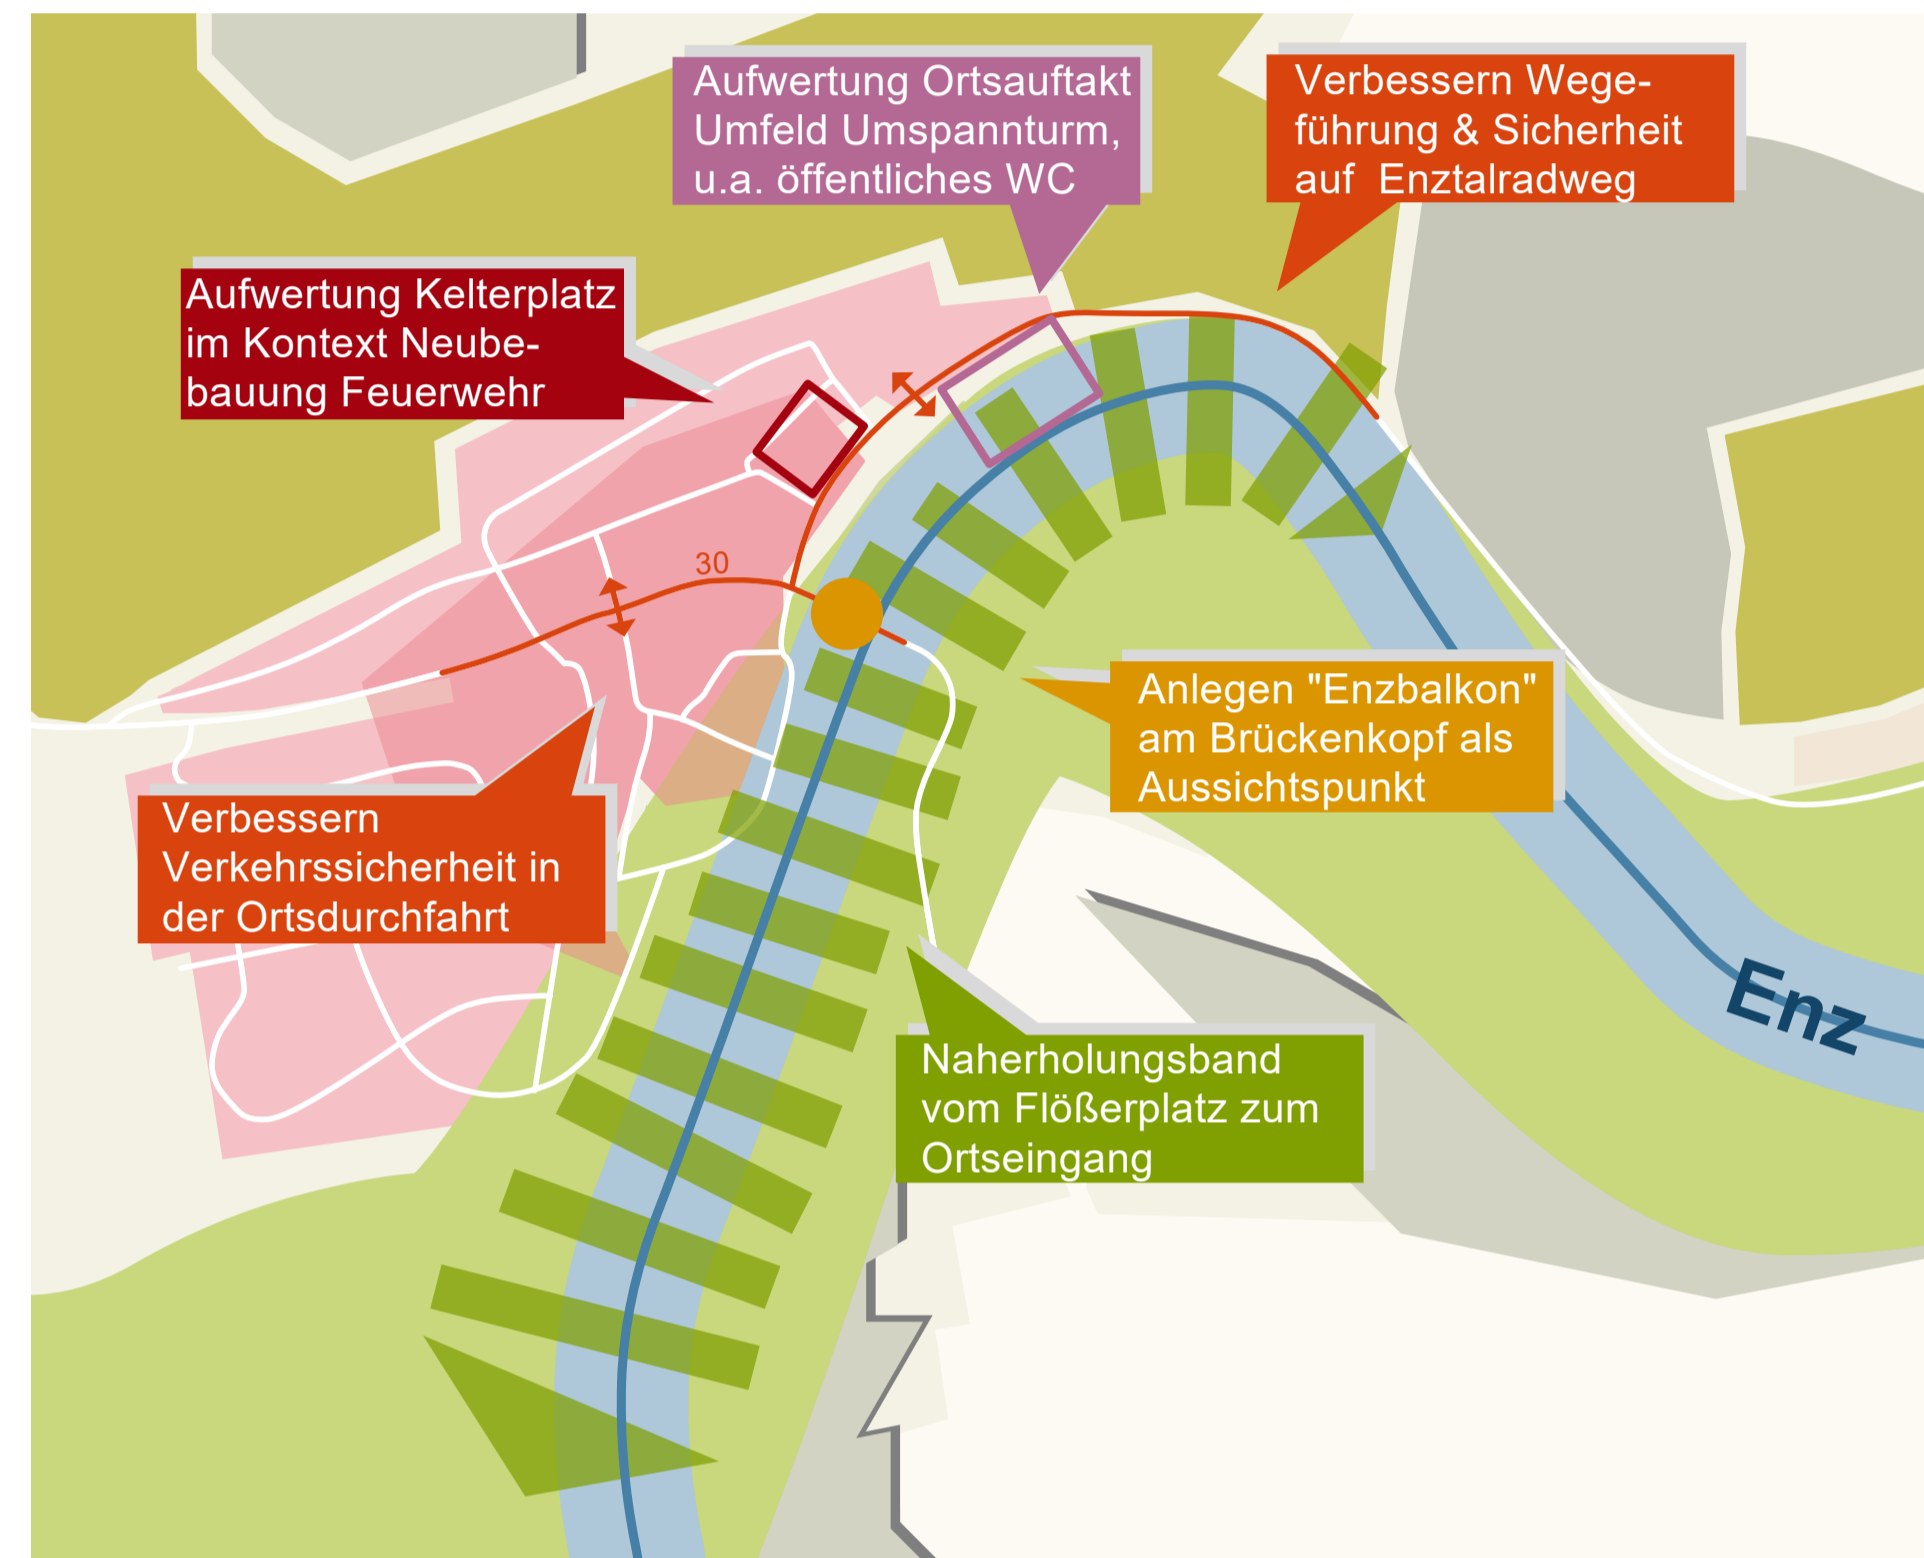 Aufwertung Ortsauftakt
Umfeld Umspannturm,
u.a. öffentliches WC
Verbessern Wege-
führung & Sicherheit
auf Enztalradweg
Aufwertung Kelterplatz
im Kontext Neube-
bauung Feuerwehr
30
Anlegen "Enzbalkon"
am Brückenkopf als
Aussichtspunkt
Verbessern
Verkehrssicherheit in
der Ortsdurchfahrt
Enz
Naherholungsband
vom Flößerplatz zum
Ortseingang